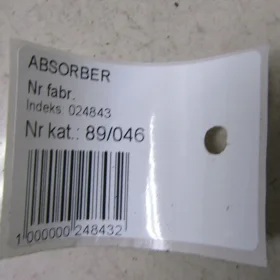 ABSORBER
Nr fabr.
Indeks: 024843
Nr kat.: 89/046
1 000000 248432